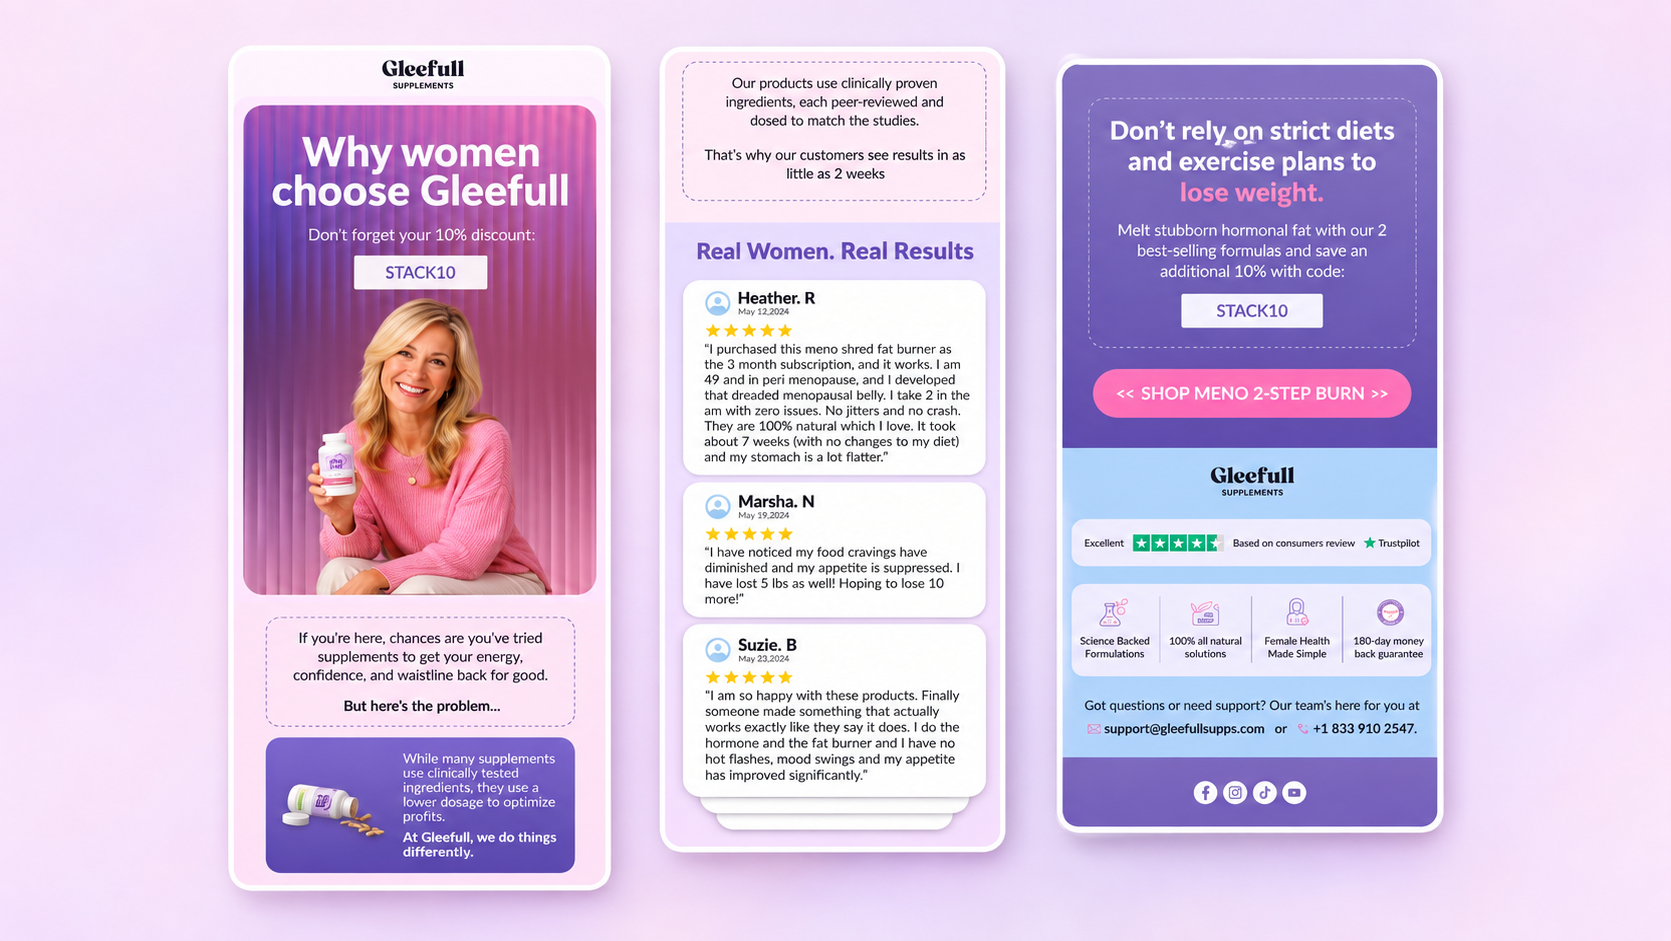 Gleefull
SUPPLEMENTS
Why women
choose Gleefull
Don't forget your 10% discount:
STACK10
If you're here, chances are you've tried
supplements to get your energy,
confidence, and waistline back for good.
But here's the problem...
While many supplements
use clinically tested
ingredients, they use a
lower dosage to optimize
profits.
At Gleefull, we do things
differently.
Our products use clinically proven
ingredients, each peer-reviewed and
dosed to match the studies.
That's why our customers see results in as
little as 2 weeks
Real Women. Real Results
Heather. R
May 12,2024
“I purchased this meno shred fat burner as
the 3 month subscription, and it works. I am
49 and in peri menopause, and I developed
that dreaded menopausal belly. I take 2 in the
am with zero issues. No jitters and no crash.
They are 100% natural which I love. It took
about 7 weeks (with no changes to my diet)
and my stomach is a lot flatter.”
Marsha. N
May 19,2024
“I have noticed my food cravings have
diminished and my appetite is suppressed. I
have lost 5 lbs as well! Hoping to lose 10
more!”
Suzie. B
May 23,2024
“I am so happy with these products. Finally
someone made something that actually
works exactly like they say it does. I do the
hormone and the fat burner and I have no
hot flashes, mood swings and my appetite
has improved significantly.”
Don't rely on strict diets
and exercise plans to
lose weight.
Melt stubborn hormonal fat with our 2
best-selling formulas and save an
additional 10% with code:
STACK10
<< SHOP MENO 2-STEP BURN >>
Gleefull
SUPPLEMENTS
Excellent Based on consumers review Trustpilot
Science Backed
Formulations
100% all natural
solutions
Female Health
Made Simple
180-day money
back guarantee
Got questions or need support? Our team's here for you at
support@gleefullsupps.com or +1 833 910 2547.